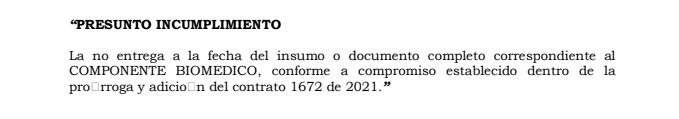 “PRESUNTO INCUMPLIMIENTO
La no entrega a la fecha del insumo o documento completo correspondiente al
COMPONENTE BIOMEDICO, conforme a compromiso establecido dentro de la
pro□rroga y adicio□n del contrato 1672 de 2021.”